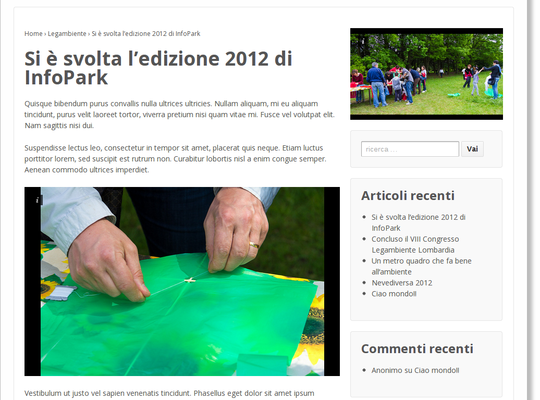 Home › Legambiente › Si è svolta l'edizione 2012 di InfoPark
Si è svolta l'edizione 2012 di
InfoPark
Quisque bibendum purus convallis nulla ultrices ultricies. Nullam aliquam, mi eu aliquam
tincidunt, purus velit laoreet tortor, viverra pretium nisi quam vitae mi. Fusce vel volutpat elit.
Nam sagittis nisi dui.
Suspendisse lectus leo, consectetur in tempor sit amet, placerat quis neque. Etiam luctus
porttitor lorem, sed suscipit est rutrum non. Curabitur lobortis nisl a enim congue semper.
Aenean commodo ultrices imperdiet.
Vestibulum ut justo vel sapien venenatis tincidunt. Phasellus eget dolor sit amet ipsum
ricerca ...
Vai
Articoli recenti
Si è svolta l'edizione 2012 di
InfoPark
Concluso il VIII Congresso
Legambiente Lombardia
Un metro quadro che fa bene
all'ambiente
Nevediversa 2012
Ciao mondo!!
Commenti recenti
Anonimo su Ciao mondo!!